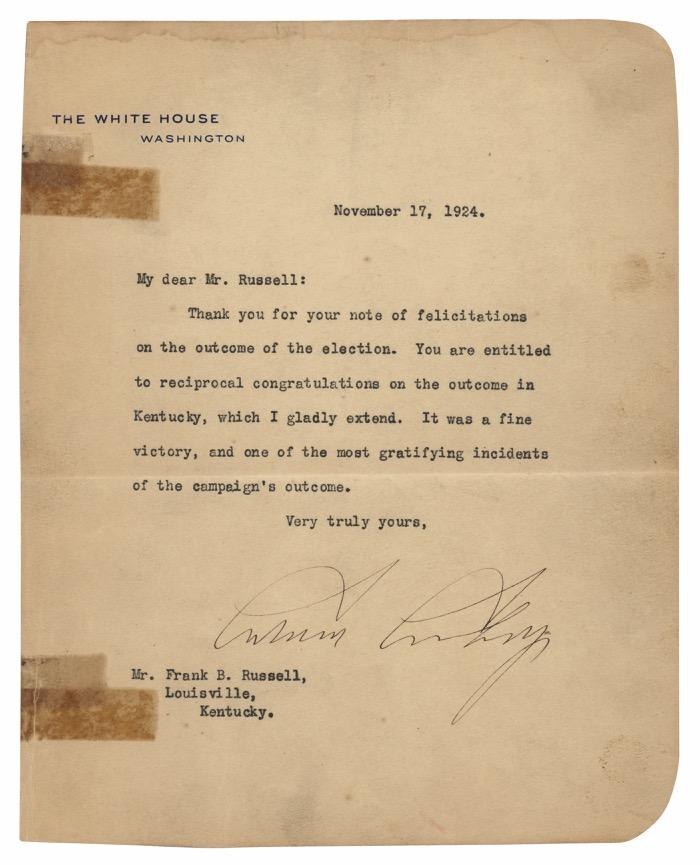 THE WHITE HOUSE
WASHINGTON
November 17, 1924.
My dear Mr. Russell:
Thank you for your note of felicitations
on the outcome of the election. You are entitled
to reciprocal congratulations on the outcome in
Kentucky, which I gladly extend. It was a fine
victory, and one of the most gratifying incidents
of the campaign's outcome.
Very truly yours,
Calvin Coolidge
Mr. Frank B. Russell,
Louisville,
Kentucky.